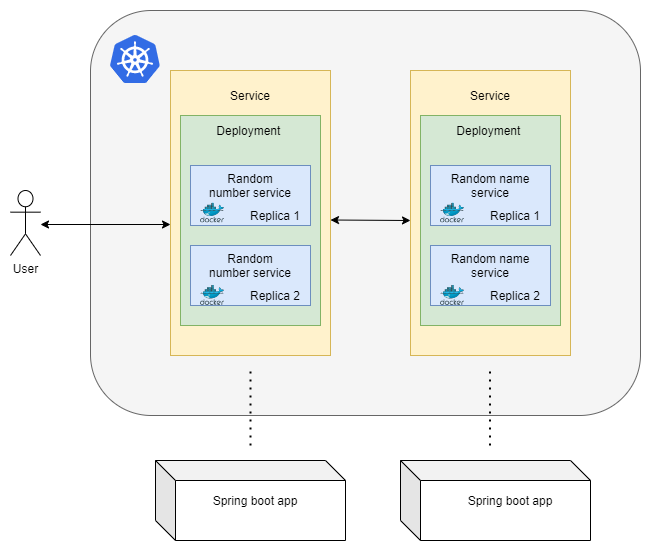 Service
Deployment
Random
number service
docker
Replica 1
Random
number service
docker
Replica 2
Service
Deployment
Random name
service
docker
Replica 1
Random name
service
docker
Replica 2
User
Spring boot app
Spring boot app